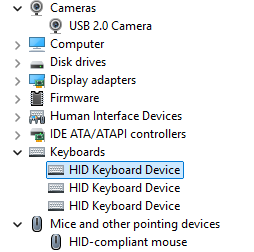 Cameras
USB 2.0 Camera
Computer
Disk drives
Display adapters
Firmware
Human Interface Devices
IDE ATA/ATAPI controllers
Keyboards
HID Keyboard Device
HID Keyboard Device
HID Keyboard Device
Mice and other pointing devices
HID-compliant mouse